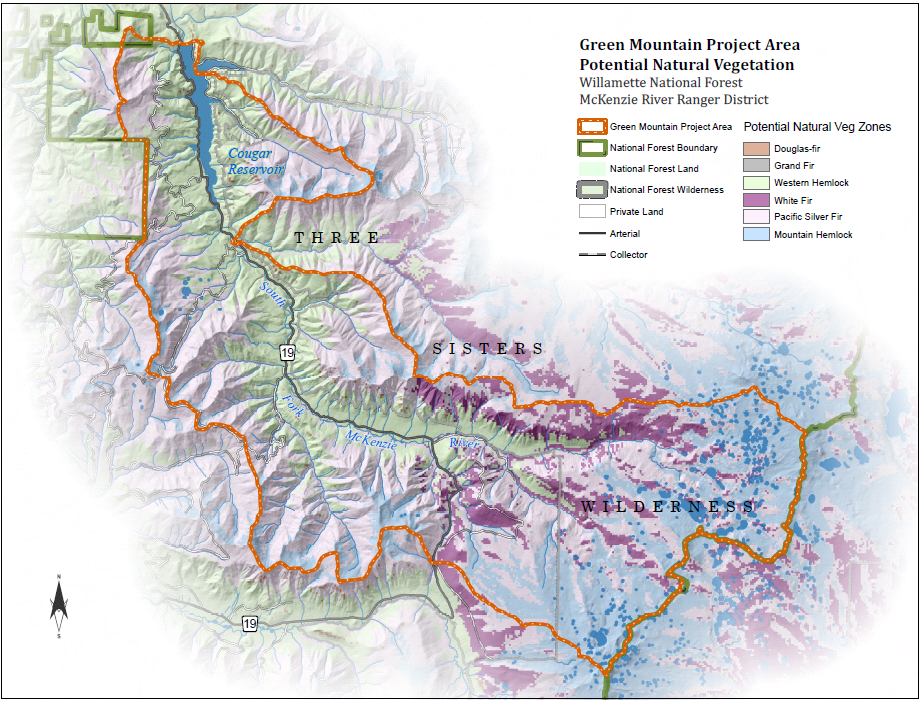 Green Mountain Project Area
Potential Natural Vegetation
Willamette National Forest
McKenzie River Ranger District
Green Mountain Project Area
National Forest Boundary
National Forest Land
National Forest Wilderness
Private Land
Arterial
Collector
Potential Natural Veg Zones
Douglas-fir
Grand Fir
Western Hemlock
White Fir
Pacific Silver Fir
Mountain Hemlock
Cougar
Reservoir
THREE
South
SISTERS
19
Fork
McKenzie
River
WILDERNESS
N
S
19